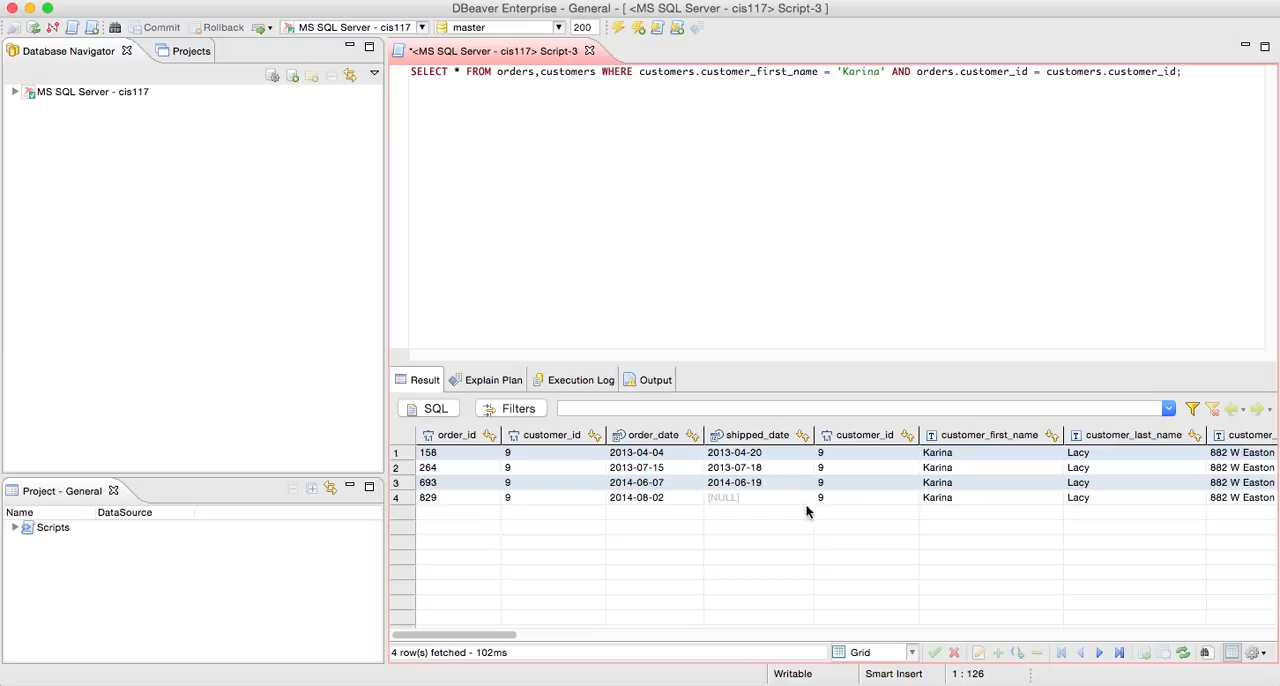 DBeaver Enterprise - General - [ <MS SQL Server - cis117> Script-3 ]
Commit Rollback MS SQL Server - cis117 master 200
Database Navigator Projects *<MS SQL Server - cis117> Script-3
SELECT * FROM orders,customers WHERE customers.customer_first_name = 'Karina' AND orders.customer_id = customers.customer_id;
MS SQL Server - cis117
Result Explain Plan Execution Log Output
SQL Filters
order_id customer_id order_date shipped_date customer_id customer_first_name customer_last_name customer_
1 158 9 2013-04-04 2013-04-20 9 Karina Lacy 882 W Easton
2 264 9 2013-07-15 2013-07-18 9 Karina Lacy 882 W Easton
3 693 9 2014-06-07 2014-06-19 9 Karina Lacy 882 W Easton
4 829 9 2014-08-02 [NULL] 9 Karina Lacy 882 W Easton
Project - General
Name DataSource
Scripts
4 row(s) fetched - 102ms Grid
Writable Smart Insert 1 : 126